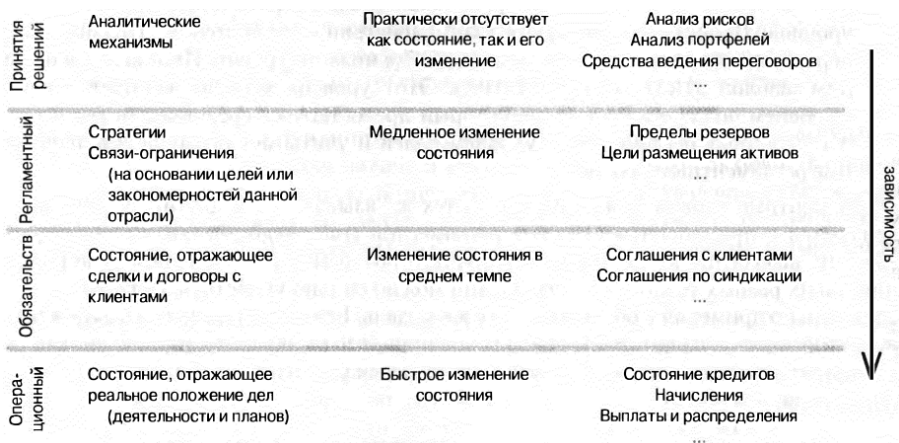 Принятия
решений
Аналитические
механизмы
Практически отсутствует
как состояние, так и его
изменение
Анализ рисков
Анализ портфелей
Средства ведения переговоров
Регламентный
Стратегии
Связи-ограничения
(на основании целей или
закономерностей данной
отрасли)
Медленное изменение
состояния
Пределы резервов
Цели размещения активов
...
Обязательств
Состояние, отражающее
сделки и договоры с
клиентами
Изменение состояния в
среднем темпе
Соглашения с клиентами
Соглашения по синдикации
...
Опера-
ционный
Состояние, отражающее
реальное положение дел
(деятельности и планов)
Быстрое изменение
состояния
Состояние кредитов
Начисления
Выплаты и распределения
...
зависимость